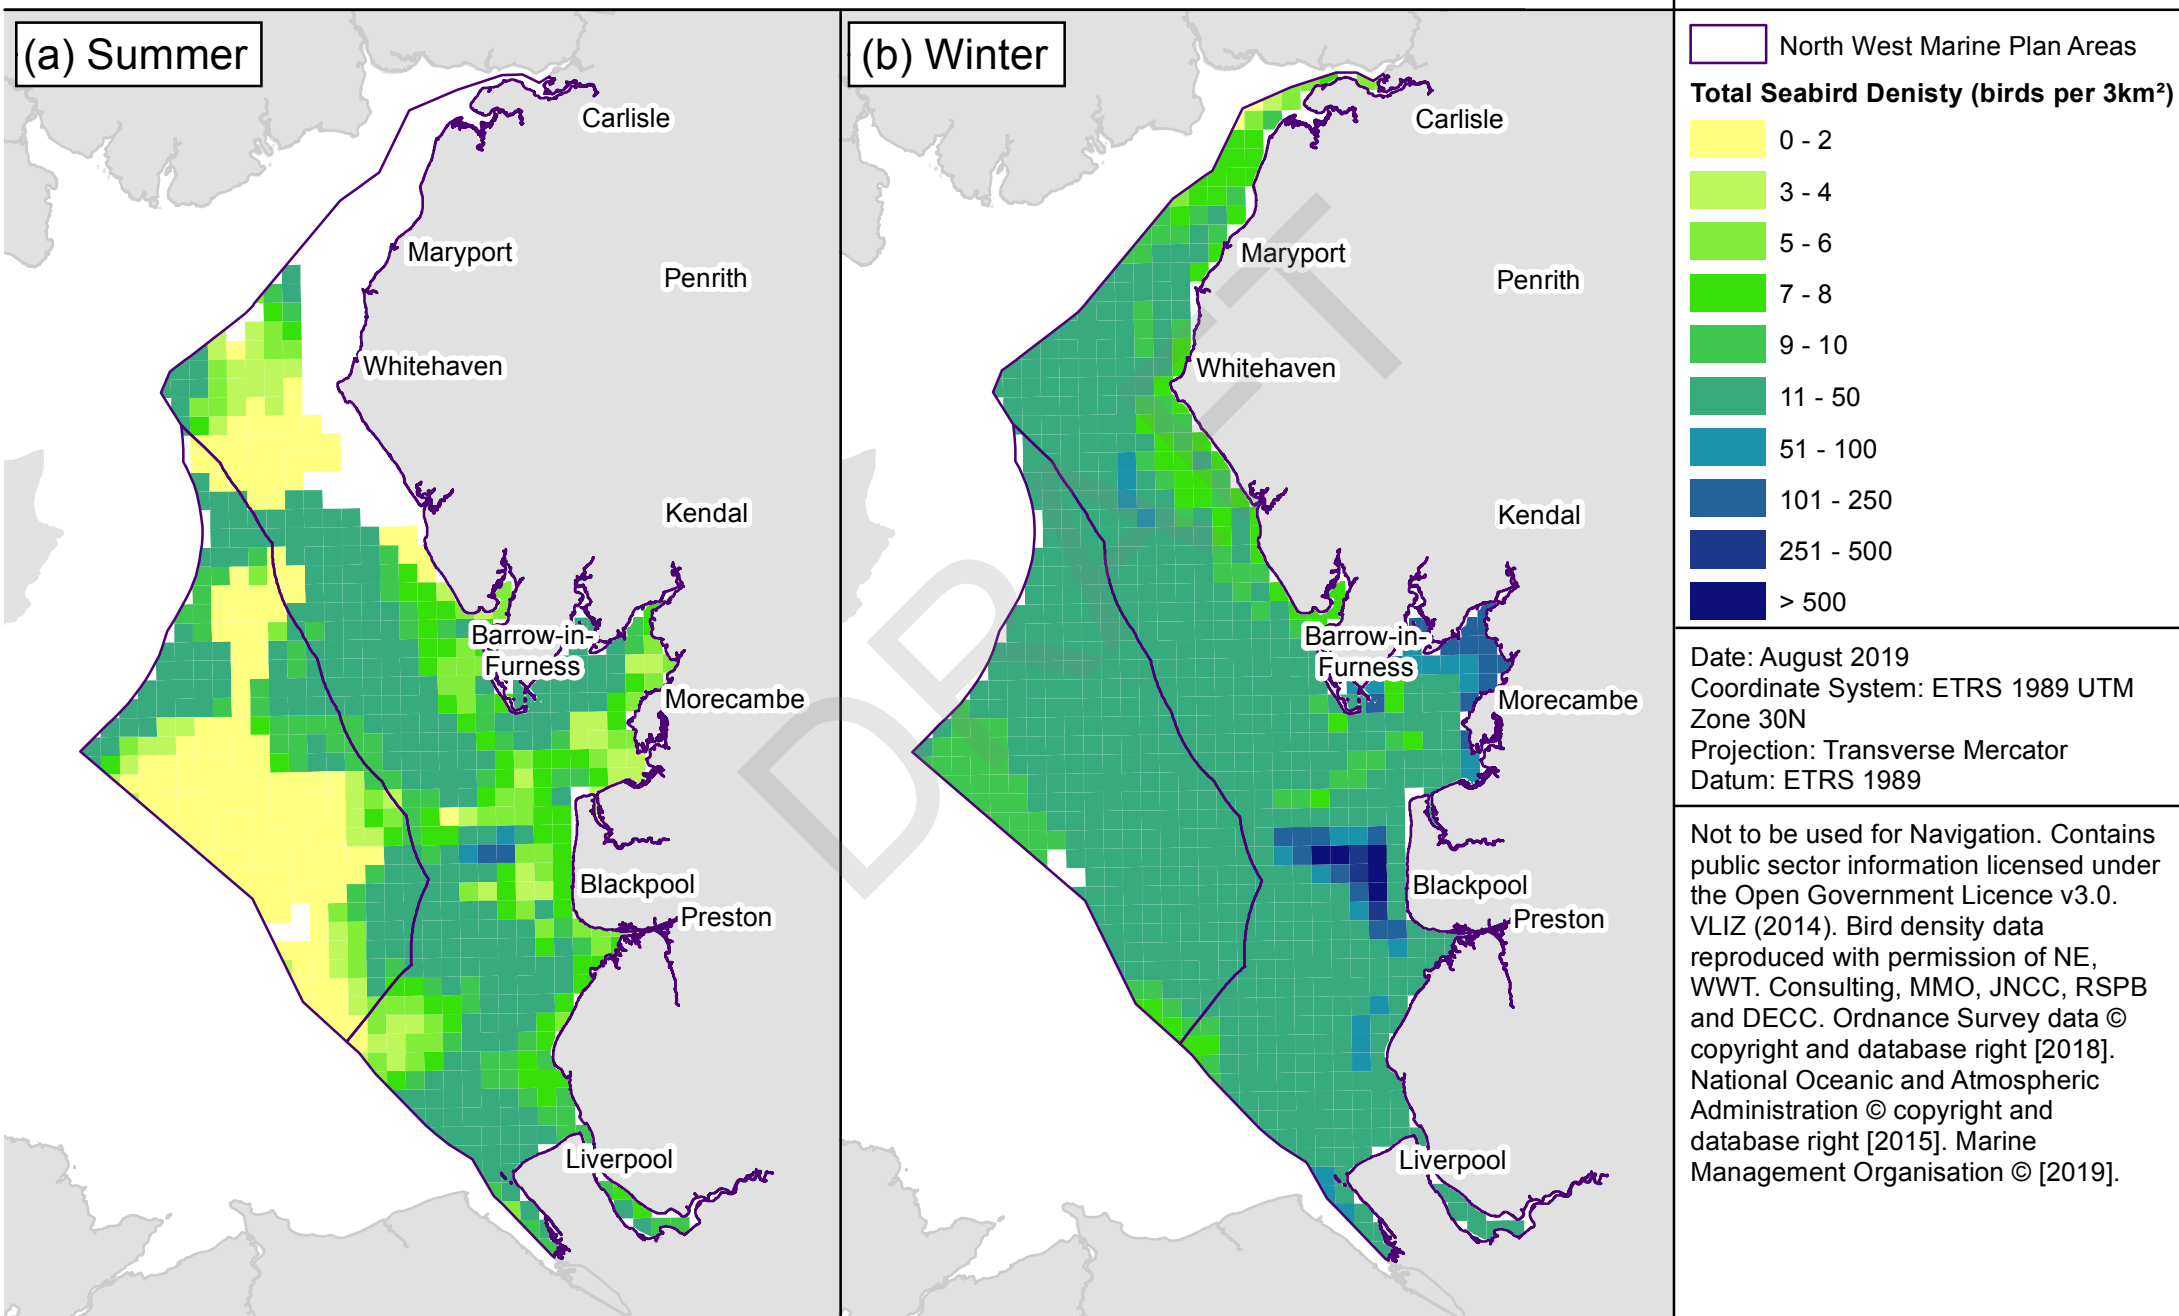 (a) Summer
Carlisle
Maryport
Penrith
Whitehaven
Kendal
Barrow-in-
Furness
Morecambe
Blackpool
Preston
Liverpool
(b) Winter
Carlisle
Maryport
Penrith
Whitehaven
Kendal
Barrow-in-
Furness
Morecambe
Blackpool
Preston
Liverpool
DRAFT
North West Marine Plan Areas
Total Seabird Denisty (birds per 3km²)
0 - 2
3 - 4
5 - 6
7 - 8
9 - 10
11 - 50
51 - 100
101 - 250
251 - 500
> 500
Date: August 2019
Coordinate System: ETRS 1989 UTM
Zone 30N
Projection: Transverse Mercator
Datum: ETRS 1989
Not to be used for Navigation. Contains
public sector information licensed under
the Open Government Licence v3.0.
VLIZ (2014). Bird density data
reproduced with permission of NE,
WWT. Consulting, MMO, JNCC, RSPB
and DECC. Ordnance Survey data ©
copyright and database right [2018].
National Oceanic and Atmospheric
Administration © copyright and
database right [2015]. Marine
Management Organisation © [2019].